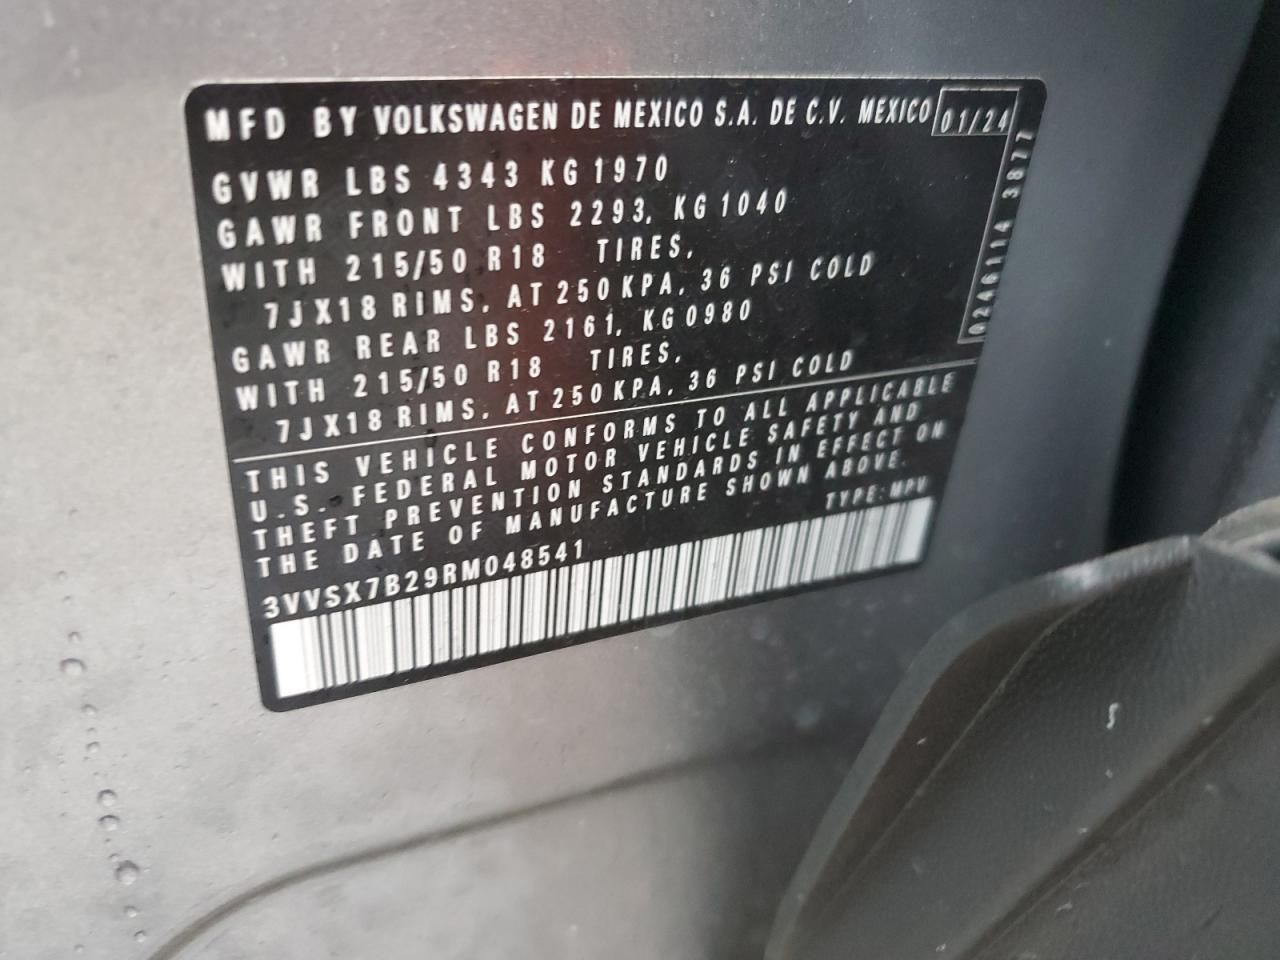 MFD BY VOLKSWAGEN DE MEXICO S.A. DE C.V. MEXICO 01/24
GVWR LBS 4343 KG 1970
GAWR FRONT LBS 2293, KG 1040
WITH 215/50 R18 TIRES,
7JX18 RIMS, AT 250 KPA, 36 PSI COLD
GAWR REAR LBS 2161, KG 0980
WITH 215/50 R18 TIRES,
7JX18 RIMS, AT 250 KPA, 36 PSI COLD
0246114 3877
THIS VEHICLE CONFORMS TO ALL APPLICABLE
U.S. FEDERAL MOTOR VEHICLE SAFETY AND
THEFT PREVENTION STANDARDS IN EFFECT ON
THE DATE OF MANUFACTURE SHOWN ABOVE.
TYPE: MPV
3VVSX7B29RM048541